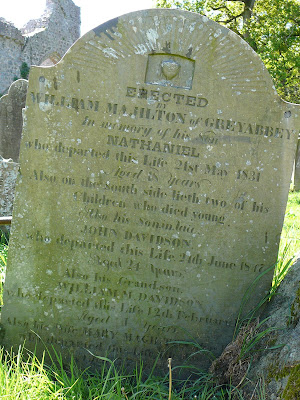 ERECTED
WILLIAM MAHILTON of GREYABBEY
In memory of his Son
NATHANIEL
who departed this Life 21st May 1831
Aged 18 Years
Also on the South side lieth two of his
Children who died young
Also his Son in law
JOHN DAVIDSON
who departed this Life 24th June 1847
Aged 24 Years.
Also his Grandson
WILLIAM M. DAVIDSON
who departed this Life 12th February
Aged Years
MARY